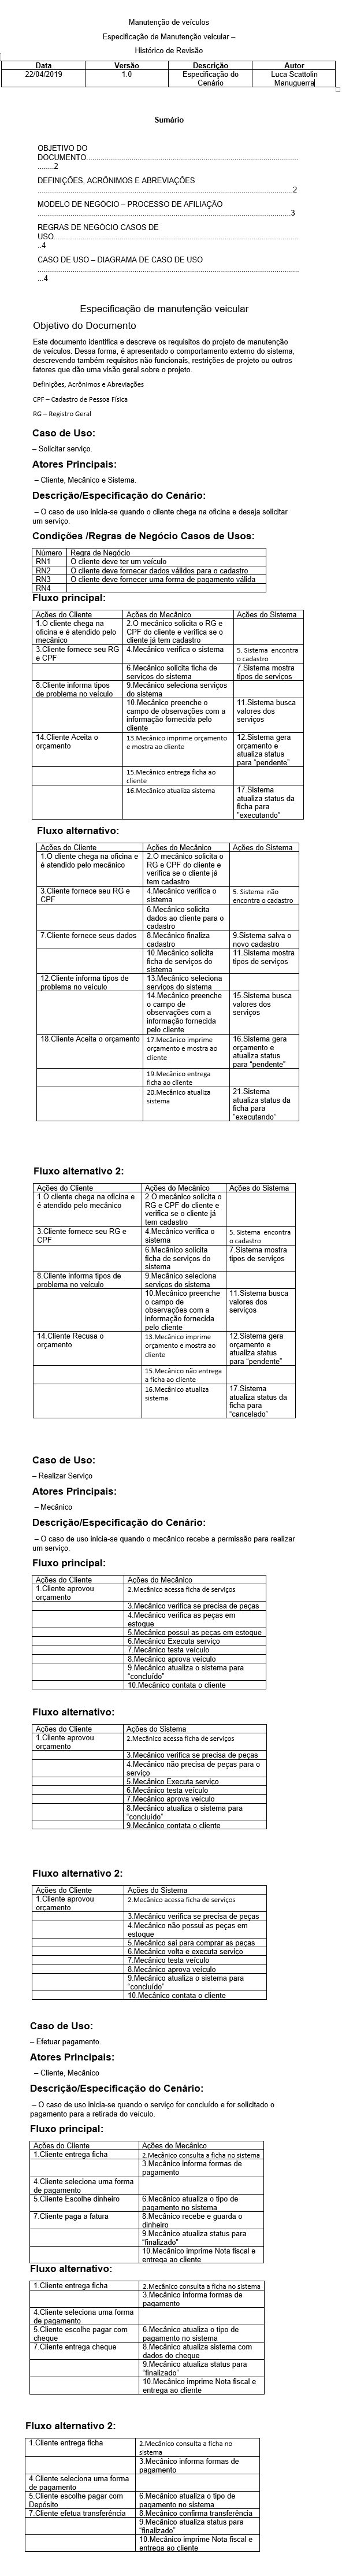 Manutenção de veículos
Especificação de Manutenção veicular –
Histórico de Revisão
Data Versão Descrição Autor
22/04/2019 1.0 Especificação do Luca Scattolin
Cenário Manuguerra
Sumário
OBJETIVO DO
DOCUMENTO..........................................................................................................
........2
DEFINIÇÕES, ACRÔNIMOS E ABREVIAÇÕES
...............................................................................................................................2
MODELO DE NEGÓCIO – PROCESSO DE AFILIAÇÃO
..............................................................................................................................3
REGRAS DE NEGÓCIO CASOS DE
USO..........................................................................................................................
..4
CASO DE USO – DIAGRAMA DE CASO DE USO
..................................................................................................................................
...4
Especificação de manutenção veicular
Objetivo do Documento
Este documento identifica e descreve os requisitos do projeto de manutenção
de veículos. Dessa forma, é apresentado o comportamento externo do sistema,
descrevendo também requisitos não funcionais, restrições de projeto ou outros
fatores que dão uma visão geral sobre o projeto.
Definições, Acrônimos e Abreviações
CPF – Cadastro de Pessoa Física
RG – Registro Geral
Caso de Uso:
– Solicitar serviço.
Atores Principais:
– Cliente, Mecânico e Sistema.
Descrição/Especificação do Cenário:
– O caso de uso inicia-se quando o cliente chega na oficina e deseja solicitar
um serviço.
Condições /Regras de Negócio Casos de Uso:
Número Regra de Negócio
RN1 O cliente deve ter um veículo
RN2 O cliente deve fornecer dados válidos para o cadastro
RN3 O cliente deve fornecer uma forma de pagamento válida
RN4
Fluxo principal:
Ações do Cliente Ações do Mecânico Ações do Sistema
1.O cliente chega na 2.O mecânico solicita o RG e
oficina e é atendido pelo CPF do cliente e verifica se o
mecânico cliente já tem cadastro
3.Cliente fornece seu RG 4.Mecânico verifica o sistema 5. Sistema encontra
e CPF o cadastro
6.Mecânico solicita ficha de 7.Sistema mostra
serviços do sistema tipos de serviços
8.Cliente informa tipos 9.Mecânico seleciona serviços
de problema no veículo do sistema
10.Mecânico preenche o 11.Sistema busca
campo de observações com a valores dos
informação fornecida pelo serviços
cliente
14.Cliente Aceita o 13.Mecânico imprime orçamento 12.Sistema gera
orçamento e mostra ao cliente orçamento e
atualiza status
para “pendente”
15.Mecânico entrega ficha ao
cliente
16.Mecânico atualiza sistema 17.Sistema
atualiza status da
ficha para
“executando”
Fluxo alternativo:
Ações do Cliente Ações do Mecânico Ações do Sistema
1.O cliente chega na oficina e 2.O mecânico solicita o
é atendido pelo mecânico RG e CPF do cliente e
verifica se o cliente já
tem cadastro
3.Cliente fornece seu RG e 4.Mecânico verifica o 5. Sistema não
CPF sistema encontra o cadastro
6.Mecânico solicita
dados ao cliente para o
cadastro
7.Cliente fornece seus dados 8.Mecânico finaliza 9.Sistema salva o
cadastro novo cadastro
10.Mecânico solicita 11.Sistema mostra
ficha de serviços do tipos de serviços
sistema
12.Cliente informa tipos de 13.Mecânico seleciona
problema no veículo serviços do sistema
14.Mecânico preenche 15.Sistema busca
o campo de valores dos
observações com a serviços
informação fornecida
pelo cliente
18.Cliente Aceita o orçamento 17.Mecânico imprime 16.Sistema gera
orçamento e mostra ao orçamento e
cliente atualiza status
para “pendente”
19.Mecânico entrega
ficha ao cliente
20.Mecânico atualiza 21.Sistema
sistema atualiza status da
ficha para
“executando”
Fluxo alternativo 2:
Ações do Cliente Ações do Mecânico Ações do Sistema
1.O cliente chega na oficina e 2.O mecânico solicita o
é atendido pelo mecânico RG e CPF do cliente e
verifica se o cliente já
tem cadastro
3.Cliente fornece seu RG e 4.Mecânico verifica o 5. Sistema encontra
CPF sistema o cadastro
6.Mecânico solicita 7.Sistema mostra
ficha de serviços do tipos de serviços
sistema
8.Cliente informa tipos de 9.Mecânico seleciona
problema no veículo serviços do sistema
10.Mecânico preenche 11.Sistema busca
o campo de valores dos
observações com a serviços
informação fornecida
pelo cliente
14.Cliente Recusa o 13.Mecânico imprime 12.Sistema gera
orçamento orçamento e mostra ao orçamento e
cliente atualiza status
para “pendente”
15.Mecânico não entrega
a ficha ao cliente
16.Mecânico atualiza 17.Sistema
sistema atualiza status da
ficha para
“cancelado”
Caso de Uso:
– Realizar Serviço
Atores Principais:
– Mecânico
Descrição/Especificação do Cenário:
– O caso de uso inicia-se quando o mecânico recebe a permissão para realizar
um serviço.
Fluxo principal:
Ações do Cliente Ações do Mecânico
1.Cliente aprovou 2.Mecânico acessa ficha de serviços
orçamento
3.Mecânico verifica se precisa de peças
4.Mecânico verifica as peças em
estoque
5.Mecânico possui as peças em estoque
6.Mecânico Executa serviço
7.Mecânico testa veículo
8.Mecânico aprova veículo
9.Mecânico atualiza o sistema para
“concluído”
10.Mecânico contata o cliente
Fluxo alternativo:
Ações do Cliente Ações do Sistema
1.Cliente aprovou 2.Mecânico acessa ficha de serviços
orçamento
3.Mecânico verifica se precisa de peças
4.Mecânico não precisa de peças para o
serviço
5.Mecânico Executa serviço
6.Mecânico testa veículo
7.Mecânico aprova veículo
8.Mecânico atualiza o sistema para
“concluído”
9.Mecânico contata o cliente
Fluxo alternativo 2:
Ações do Cliente Ações do Sistema
1.Cliente aprovou 2.Mecânico acessa ficha de serviços
orçamento
3.Mecânico verifica se precisa de peças
4.Mecânico não possui as peças em
estoque
5.Mecânico sai para comprar as peças
6.Mecânico volta e executa serviço
7.Mecânico testa veículo
8.Mecânico aprova veículo
9.Mecânico atualiza o sistema para
“concluído”
10.Mecânico contata o cliente
Caso de Uso:
– Efetuar pagamento.
Atores Principais:
– Cliente, Mecânico
Descrição/Especificação do Cenário:
– O caso de uso inicia-se quando o serviço for concluído e for solicitado o
pagamento para a retirada do veículo.
Fluxo principal:
Ações do Cliente Ações do Mecânico
1.Cliente entrega ficha 2.Mecânico consulta a ficha no sistema
3.Mecânico informa formas de
pagamento
4.Cliente seleciona uma forma
de pagamento
5.Cliente Escolhe dinheiro 6.Mecânico atualiza o tipo de
pagamento no sistema
7.Cliente paga a fatura 8.Mecânico recebe e guarda o
dinheiro
9.Mecânico atualiza status para
“finalizado”
10.Mecânico imprime Nota fiscal e
entrega ao cliente
Fluxo alternativo:
1.Cliente entrega ficha 2.Mecânico consulta a ficha no sistema
3.Mecânico informa formas de
pagamento
4.Cliente seleciona uma forma
de pagamento
5.Cliente escolhe pagar com 6.Mecânico atualiza o tipo de
cheque pagamento no sistema
7.Cliente entrega cheque 8.Mecânico atualiza sistema com
dados do cheque
9.Mecânico atualiza status para
“finalizado”
10.Mecânico imprime Nota fiscal e
entrega ao cliente
Fluxo alternativo 2:
1.Cliente entrega ficha 2.Mecânico consulta a ficha no
sistema
3.Mecânico informa formas de
pagamento
4.Cliente seleciona uma forma
de pagamento
5.Cliente escolhe pagar com 6.Mecânico atualiza o tipo de
Depósito pagamento no sistema
7.Cliente efetua transferência 8.Mecânico confirma transferência
9.Mecânico atualiza status para
“finalizado”
10.Mecânico imprime Nota fiscal e
entrega ao cliente